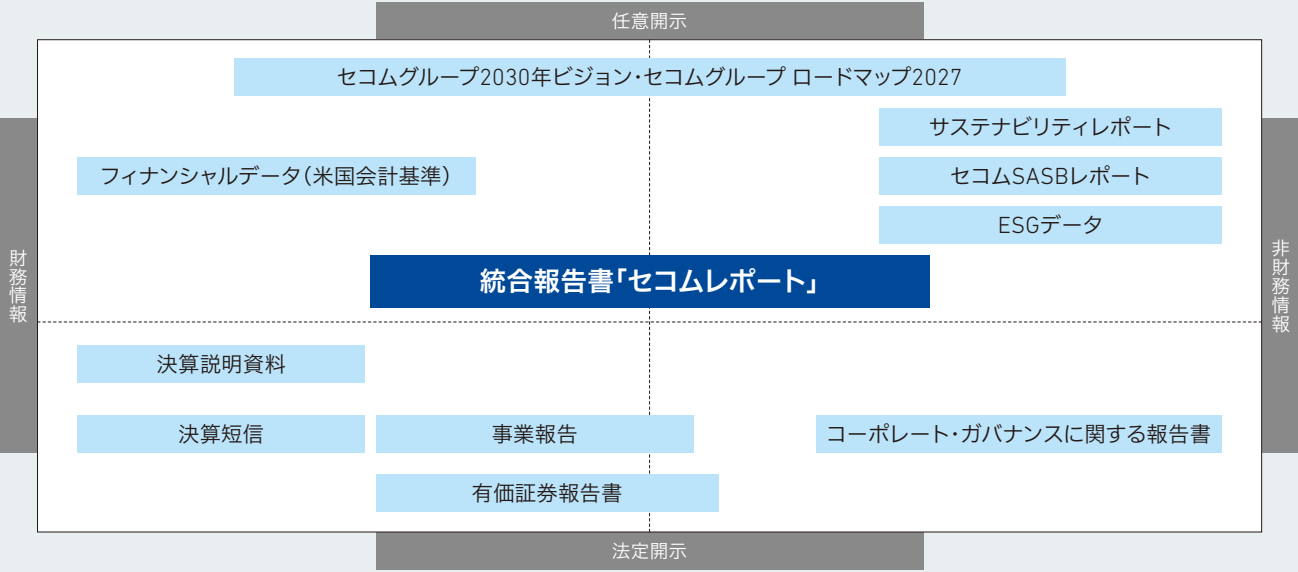 任意開示
セコムグループ2030年ビジョン・セコムグループ ロードマップ2027
サステナビリティレポート
フィナンシャルデータ（米国会計基準）
セコムSASBレポート
ESGデータ
財務情報
統合報告書「セコムレポート」
非財務情報
決算説明資料
決算短信
事業報告
コーポレート・ガバナンスに関する報告書
有価証券報告書
法定開示